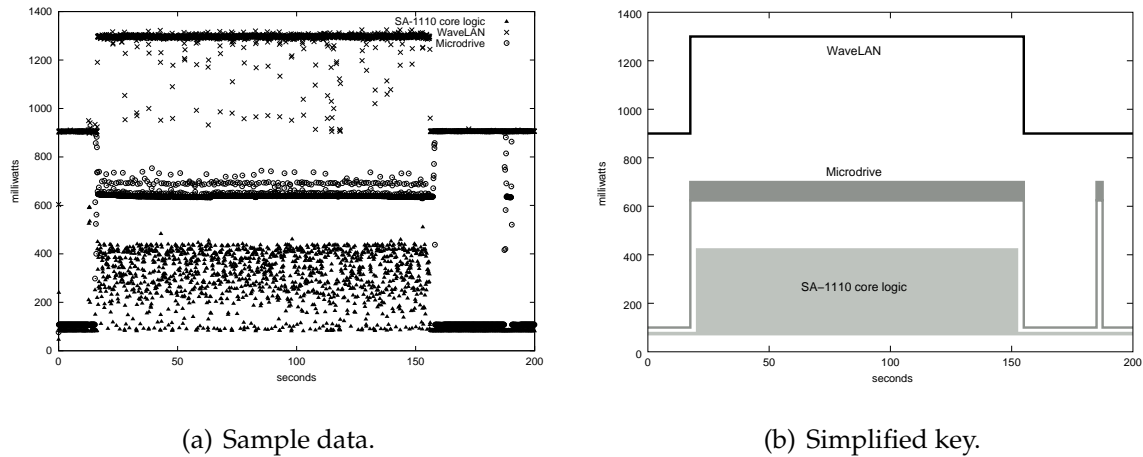 SA-1110 core logic
WaveLAN
Microdrive
1400
1200
1000
800
600
400
200
0
milliwatts
0 50 100 150 200
seconds
(a) Sample data.
1400
1200
1000
800
600
400
200
0
milliwatts
WaveLAN
Microdrive
SA−1110 core logic
0 50 100 150 200
seconds
(b) Simplified key.